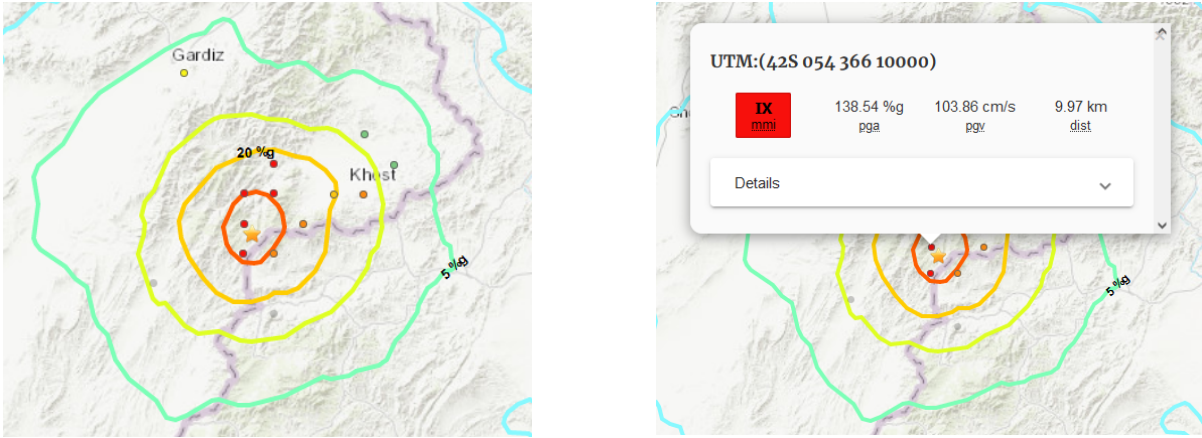 Gardiz
20 %g
Khost
5 %g
UTM:(42S 054 366 10000)
IX
mmi
138.54 %g
pga
103.86 cm/s
pgv
9.97 km
dist
Details
5 %g